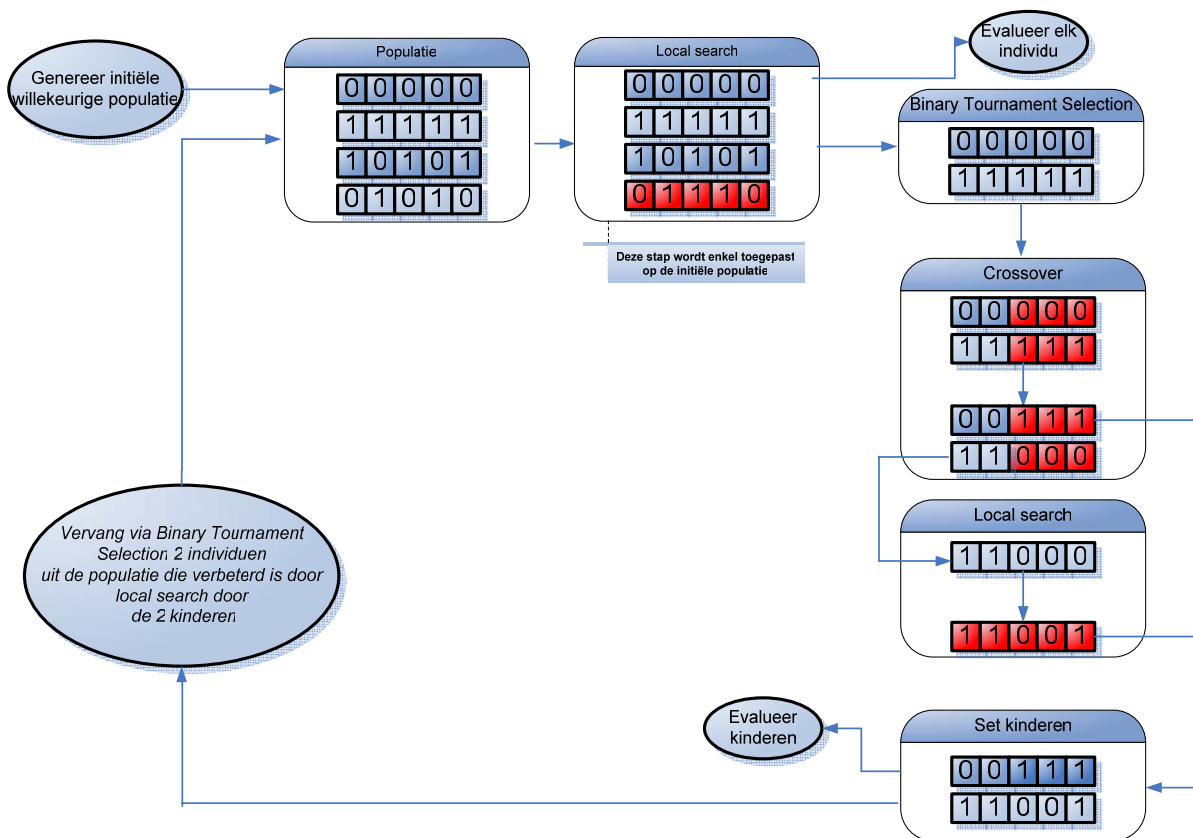 Genereer initiële
willekeurige populatie
Populatie
0 0 0 0 0
1 1 1 1 1
1 0 1 0 1
0 1 0 1 0
Local search
0 0 0 0 0
1 1 1 1 1
1 0 1 0 1
0 1 1 1 0
Deze stap wordt enkel toegepast
op de initiële populatie
Evalueer elk
individu
Binary Tournament Selection
0 0 0 0 0
1 1 1 1 1
Crossover
0 0 0 0 0
1 1 1 1 1
0 0 1 1 1
1 1 0 0 0
Local search
1 1 0 0 0
1 1 0 0 1
Set kinderen
0 0 1 1 1
1 1 0 0 1
Evalueer
kinderen
Vervang via Binary Tournament
Selection 2 individuen
uit de populatie die verbeterd is door
local search door
de 2 kinderen